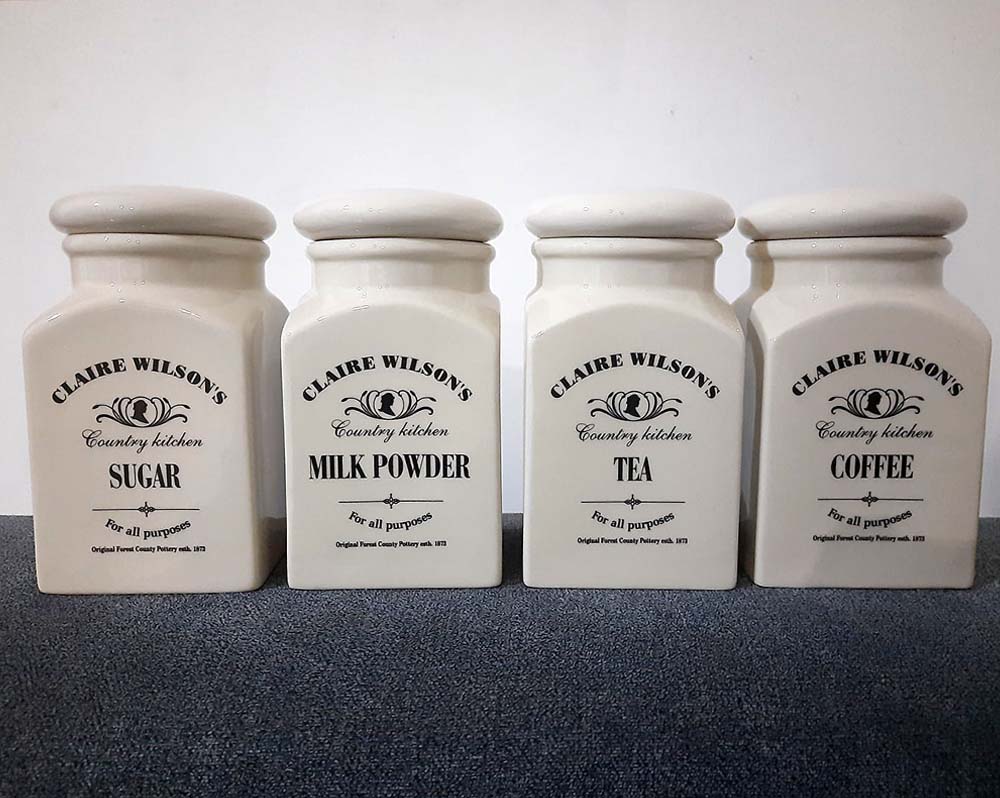 CLAIRE WILSON'S
Country kitchen
SUGAR
For all purposes
Original Forest County Pottery estb. 1873
CLAIRE WILSON'S
Country kitchen
MILK POWDER
For all purposes
Original Forest County Pottery estb. 1873
CLAIRE WILSON'S
Country kitchen
TEA
For all purposes
Original Forest County Pottery estb. 1873
CLAIRE WILSON'S
Country kitchen
COFFEE
For all purposes
Original Forest County Pottery estb. 1873